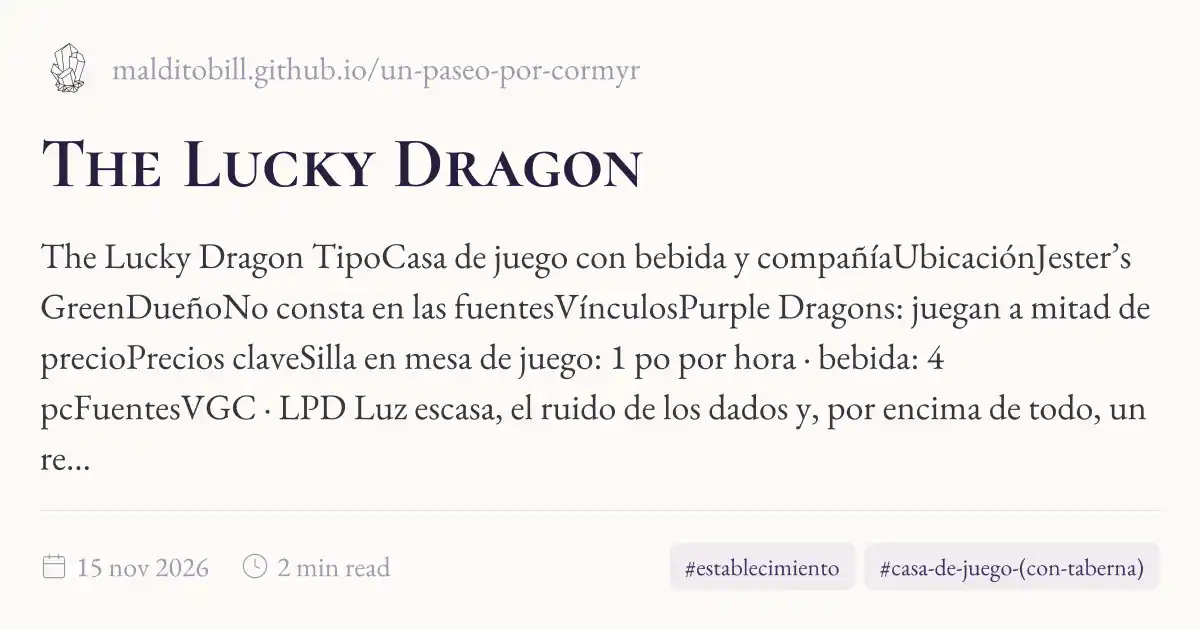 malditobill.github.io/un-paseo-por-cormyr
The Lucky Dragon
The Lucky Dragon TipoCasa de juego con bebida y compañíaUbicaciónJester’s
GreenDueñoNo consta en las fuentesVínculosPurple Dragons: juegan a mitad de
precioPrecios claveSilla en mesa de juego: 1 po por hora · bebida: 4
pcFuentesVGC · LPD Luz escasa, el ruido de los dados y, por encima de todo, un
re...
15 nov 2026
2 min read
#establecimiento
#casa-de-juego-(con-taberna)